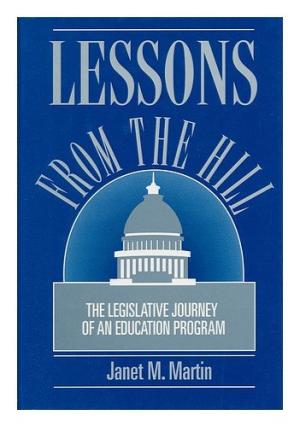 LESSONS
FROM THE HILL
THE LEGISLATIVE JOURNEY
OF AN EDUCATION PROGRAM
Janet M. Martin